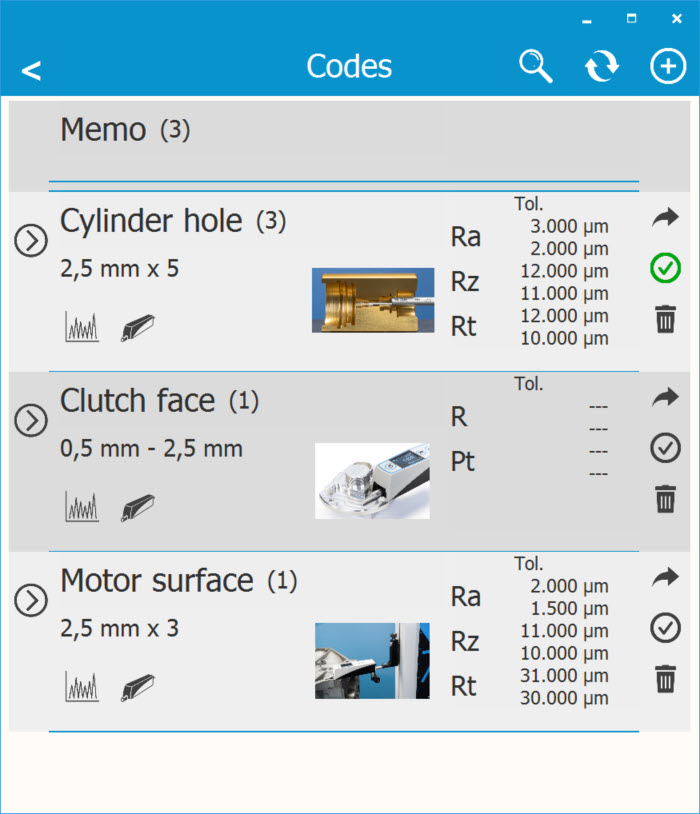 < Codes
Memo (3)
Cylinder hole (3)
2,5 mm x 5
Tol.
Ra 3.000 µm
2.000 µm
Rz 12.000 µm
11.000 µm
Rt 12.000 µm
10.000 µm
Clutch face (1)
0,5 mm - 2,5 mm
Tol.
R ---
---
Pt ---
---
Motor surface (1)
2,5 mm x 3
Tol.
Ra 2.000 µm
1.500 µm
Rz 11.000 µm
10.000 µm
Rt 31.000 µm
30.000 µm